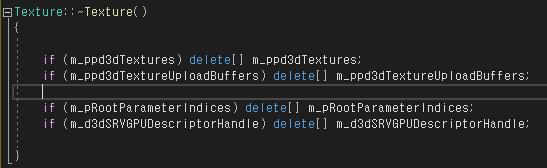 Texture::~Texture()
{
if (m_ppd3dTextures) delete[] m_ppd3dTextures;
if (m_ppd3dTextureUploadBuffers) delete[] m_ppd3dTextureUploadBuffers;
if (m_pRootParameterIndices) delete[] m_pRootParameterIndices;
if (m_d3dSRVGPUDescriptorHandle) delete[] m_d3dSRVGPUDescriptorHandle;
}